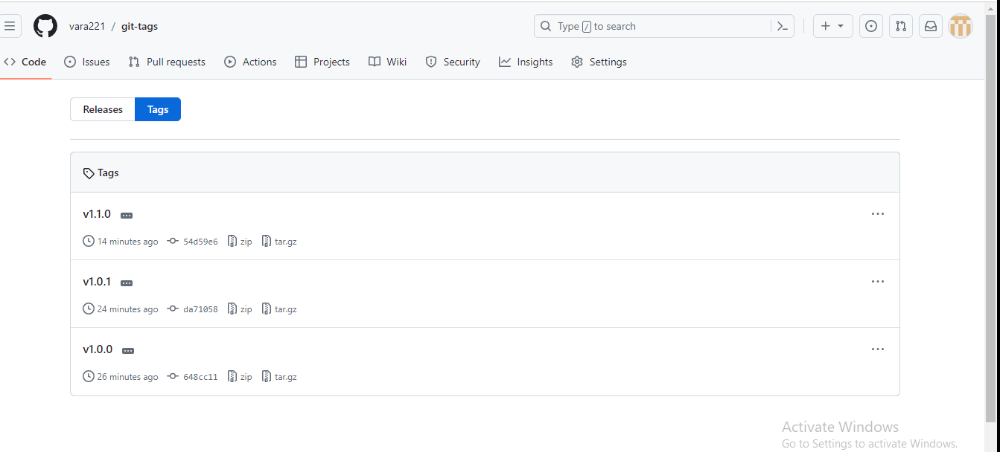 vara221 / git-tags Type / to search
Code Issues Pull requests Actions Projects Wiki Security Insights Settings
Releases Tags
Tags
v1.1.0
14 minutes ago 54d59e6 zip tar.gz
v1.0.1
24 minutes ago da71058 zip tar.gz
v1.0.0
26 minutes ago 648cc11 zip tar.gz
Activate Windows
Go to Settings to activate Windows.